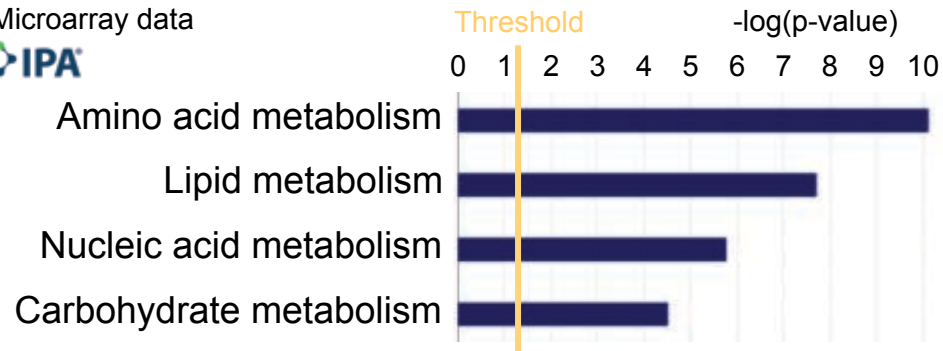 Microarray data
Threshold
-log(p-value)
IPA
0 1 2 3 4 5 6 7 8 9 10
Amino acid metabolism
Lipid metabolism
Nucleic acid metabolism
Carbohydrate metabolism